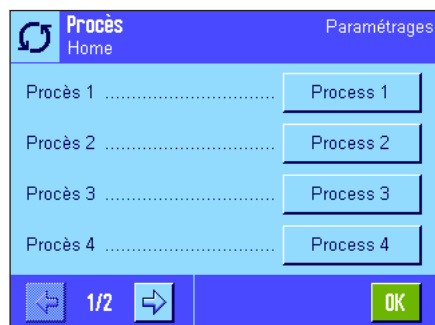 Procès Paramétrages
Home
Procès 1 ............................. Process 1
Procès 2 ............................. Process 2
Procès 3 ............................. Process 3
Procès 4 ............................. Process 4
1/2 OK